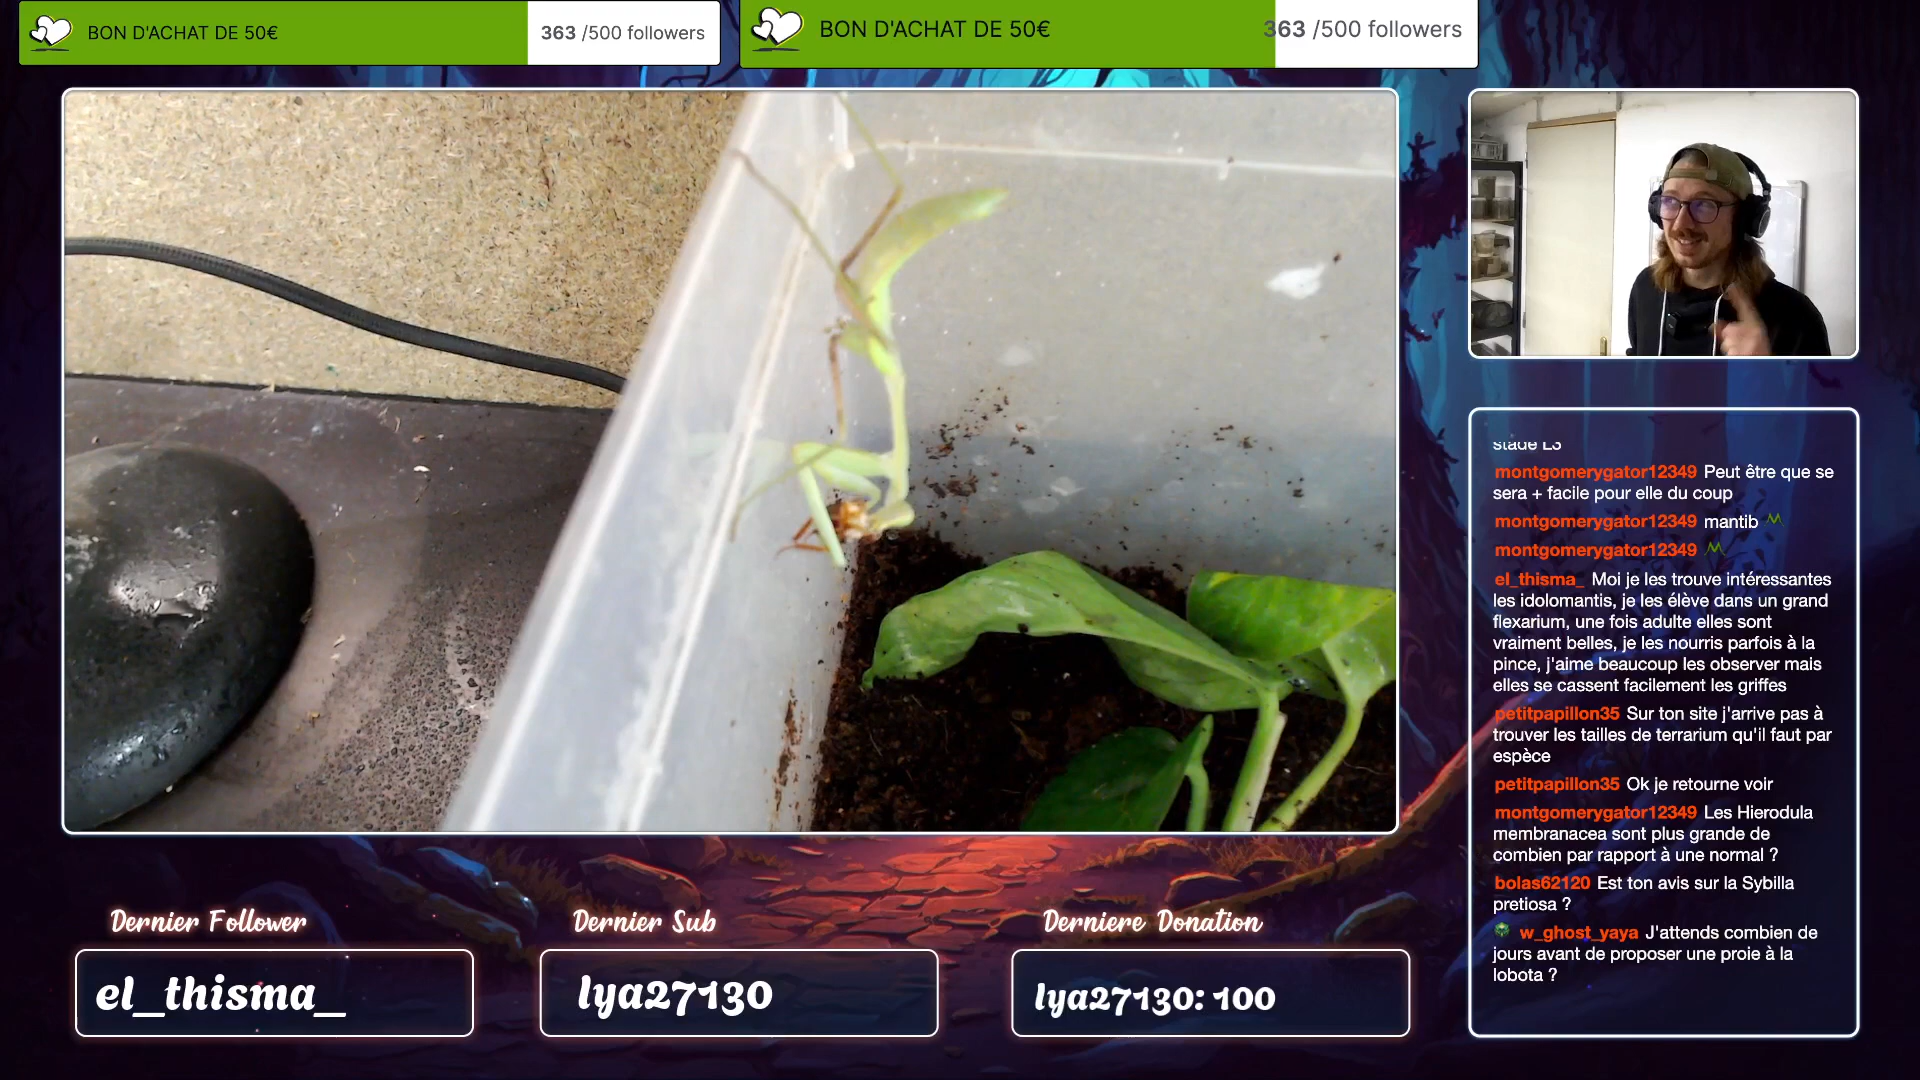 BON D'ACHAT DE 50€
363 /500 followers
BON D'ACHAT DE 50€
363 /500 followers
stade L3
montgomerygator12349 Peut être que se
sera + facile pour elle du coup
montgomerygator12349 mantib
montgomerygator12349
el_thisma_ Moi je les trouve intéressantes
les idolomantis, je les élève dans un grand
flexarium, une fois adulte elles sont
vraiment belles, je les nourris parfois à la
pince, j'aime beaucoup les observer mais
elles se cassent facilement les griffes
petitpapillon35 Sur ton site j'arrive pas à
trouver les tailles de terrarium qu'il faut par
espèce
petitpapillon35 Ok je retourne voir
montgomerygator12349 Les Hierodula
membranacea sont plus grande de
combien par rapport à une normal ?
bolas62120 Est ton avis sur la Sybilla
pretiosa ?
w_ghost_yaya J'attends combien de
jours avant de proposer une proie à la
lobota ?
Dernier Follower
el_thisma_
Dernier Sub
lya27130
Derniere Donation
lya27130: 100